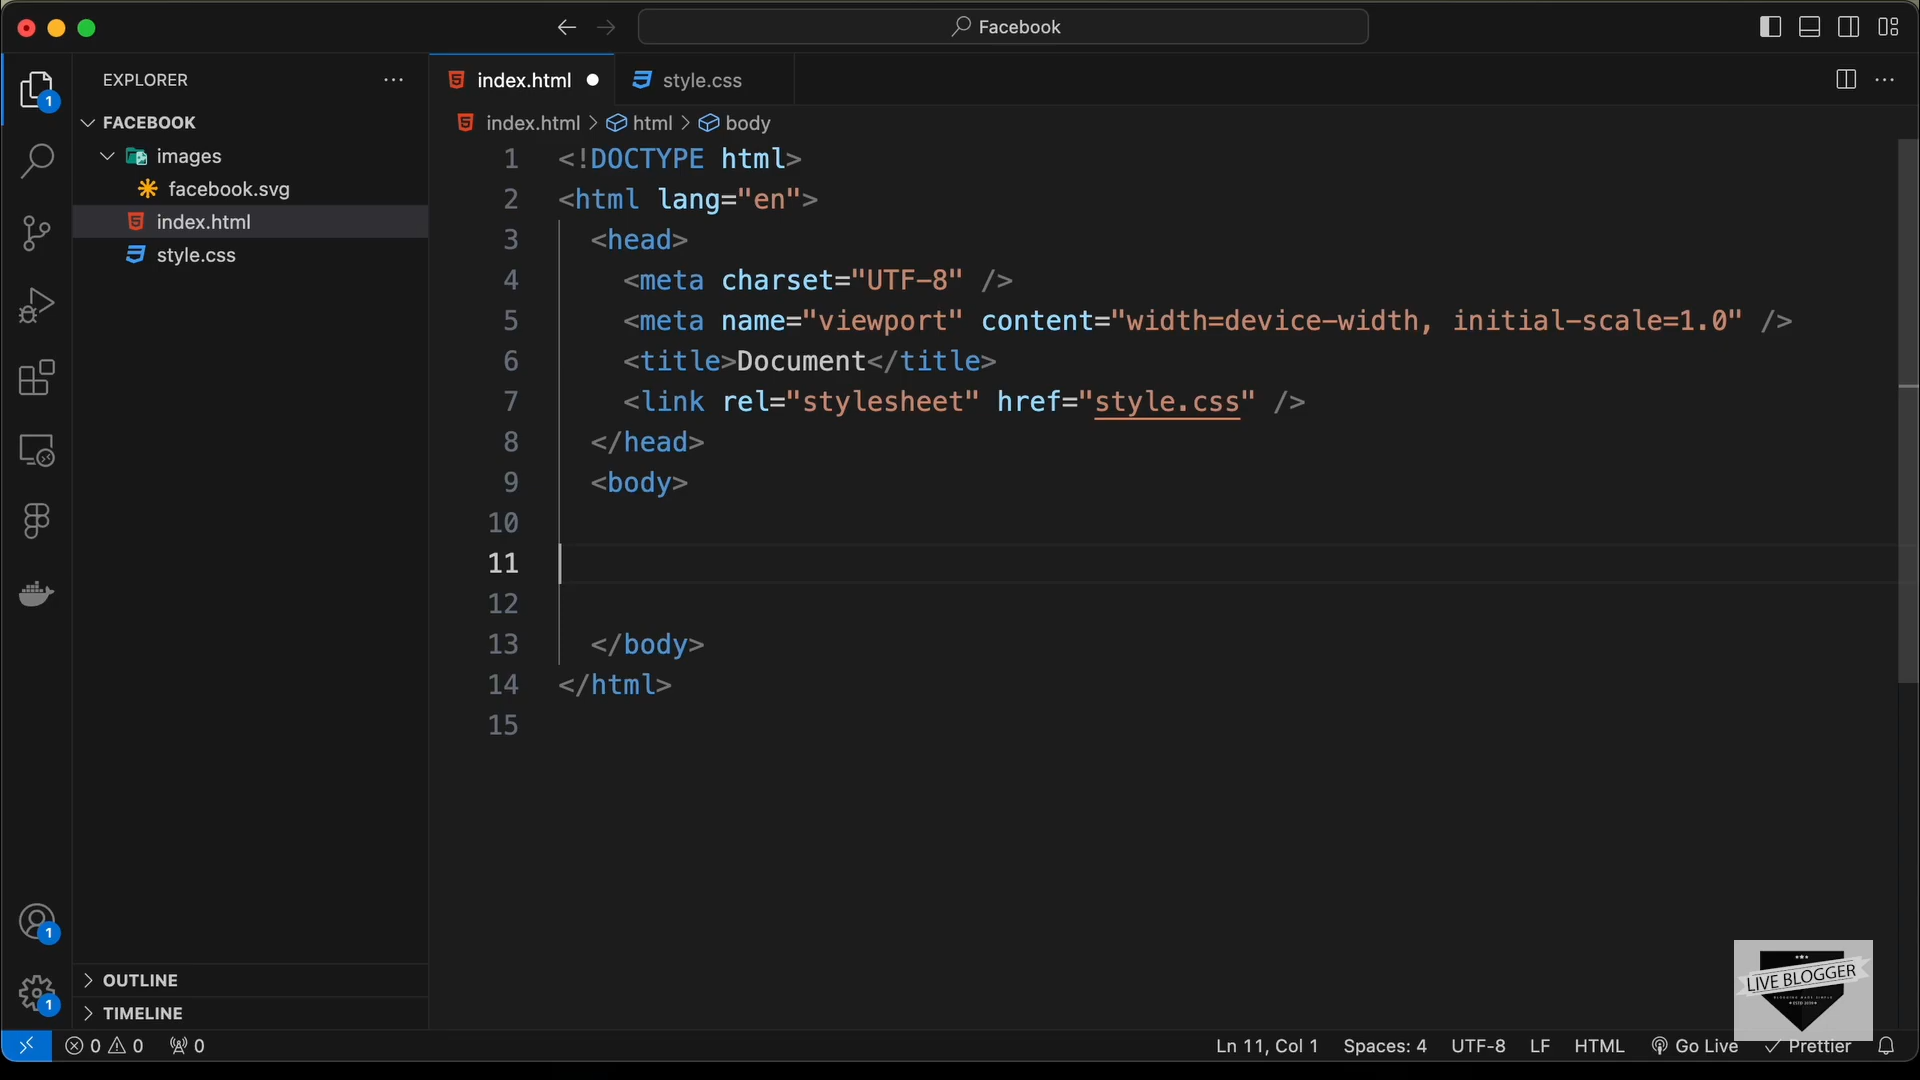 Facebook
EXPLORER
index.html
style.css
FACEBOOK
images
facebook.svg
index.html
style.css
index.html > html > body
1 <!DOCTYPE html>
2 <html lang="en">
3 <head>
4 <meta charset="UTF-8" />
5 <meta name="viewport" content="width=device-width, initial-scale=1.0" />
6 <title>Document</title>
7 <link rel="stylesheet" href="style.css" />
8 </head>
9 <body>
10
11
12
13 </body>
14 </html>
15
1
1
1
OUTLINE
TIMELINE
LIVE BLOGGER
0 0 0
Ln 11, Col 1 Spaces: 4 UTF-8 LF HTML Go Live Prettier